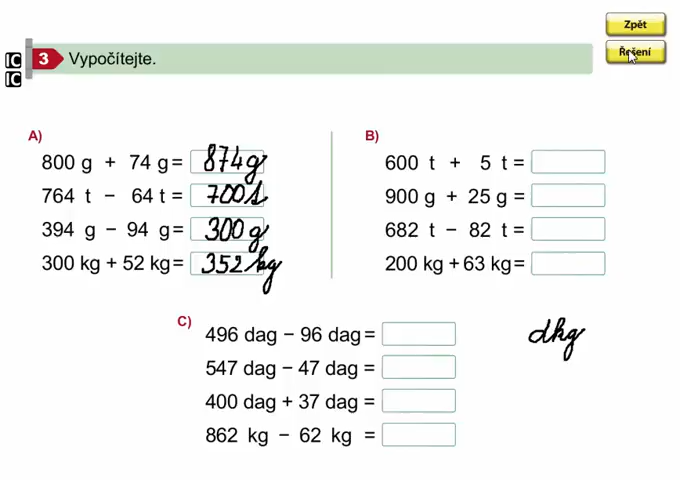 Zpět
Řešení
3 Vypočítejte.
A)
800 g + 74 g = 874 g
764 t − 64 t = 700 t
394 g − 94 g = 300 g
300 kg + 52 kg = 352 kg
B)
600 t + 5 t =
900 g + 25 g =
682 t − 82 t =
200 kg + 63 kg =
C)
496 dag − 96 dag =
547 dag − 47 dag =
400 dag + 37 dag =
862 kg − 62 kg =
dkg